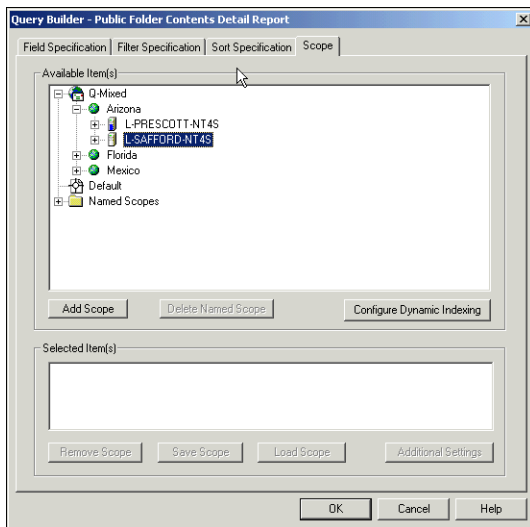 Query Builder - Public Folder Contents Detail Report
Field Specification Filter Specification Sort Specification Scope
Available Item(s)
Q-Mixed
Arizona
L-PRESCOTT-NT4S
L-SAFFORD-NT4S
Florida
Mexico
Default
Named Scopes
Add Scope Delete Named Scope Configure Dynamic Indexing
Selected Item(s)
Remove Scope Save Scope Load Scope Additional Settings
OK Cancel Help